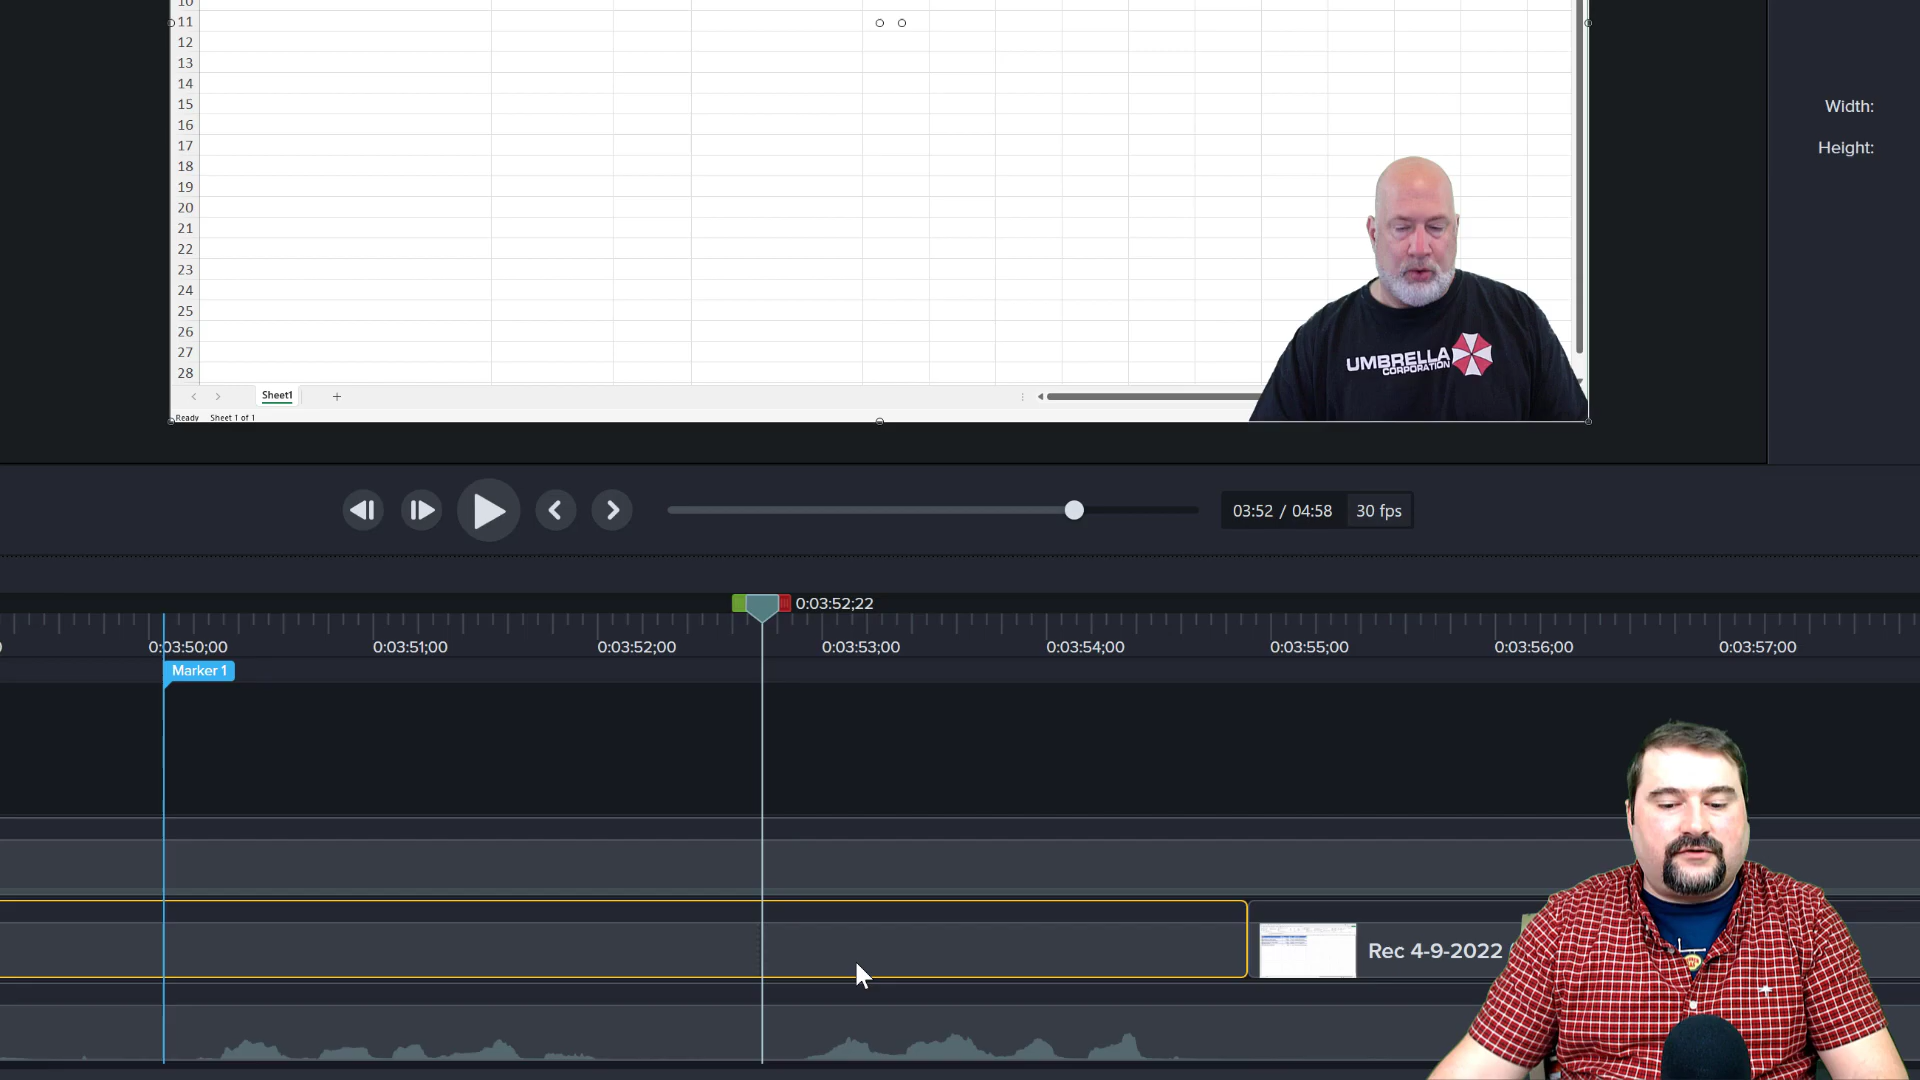 10
11
12
13
14
15
16
17
18
19
20
21
22
23
24
25
26
27
28
Sheet1
+
Ready Sheet 1 of 1
UMBRELLA
CORPORATION
Width:
Height:
03:52 / 04:58 30 fps
0:03:52;22
0:03:50;00 0:03:51;00 0:03:52;00 0:03:53;00 0:03:54;00 0:03:55;00 0:03:56;00 0:03:57;00
Marker 1
Rec 4-9-2022